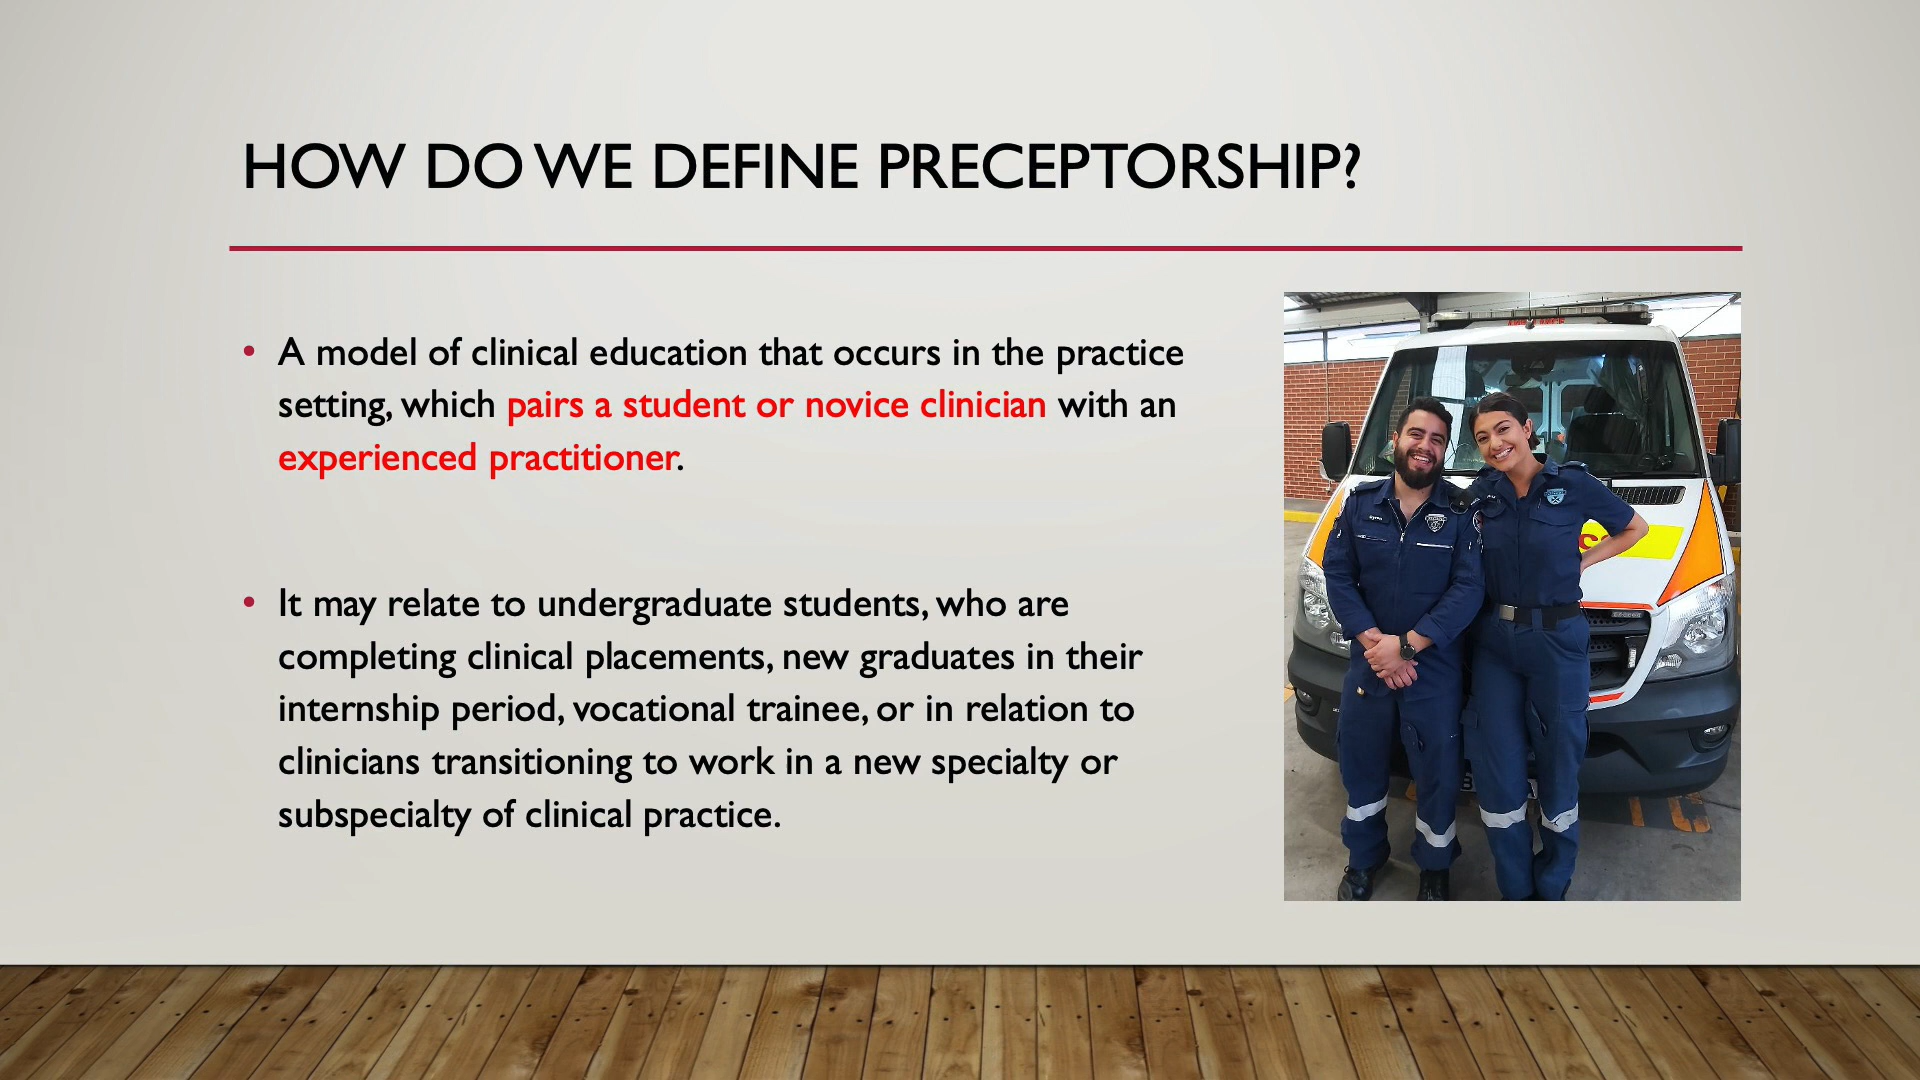 HOW DO WE DEFINE PRECEPTORSHIP?
• A model of clinical education that occurs in the practice
setting, which pairs a student or novice clinician with an
experienced practitioner.
• It may relate to undergraduate students, who are
completing clinical placements, new graduates in their
internship period, vocational trainee, or in relation to
clinicians transitioning to work in a new specialty or
subspecialty of clinical practice.